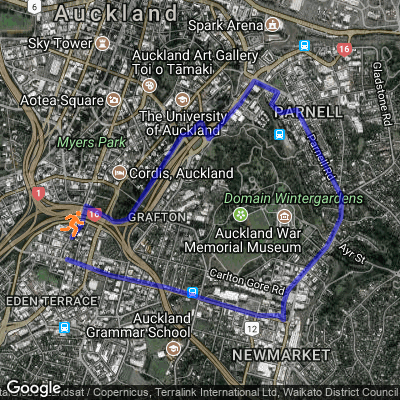 6
Auckland
Spark Arena
Sky Tower
16
Auckland Art Gallery
Toi o Tāmaki
Gladstone Rd
Aotea Square
The University
of Auckland
PARNELL
Myers Park
Parnell Rd
Cordis, Auckland
1
Domain Wintergardens
16
GRAFTON
Auckland War
Memorial Museum
Ayr St
Carlton Gore Rd
EDEN TERRACE
Auckland
Grammar School
12
NEWMARKET
Google
Landsat / Copernicus, Terralink International Ltd, Waikato District Council